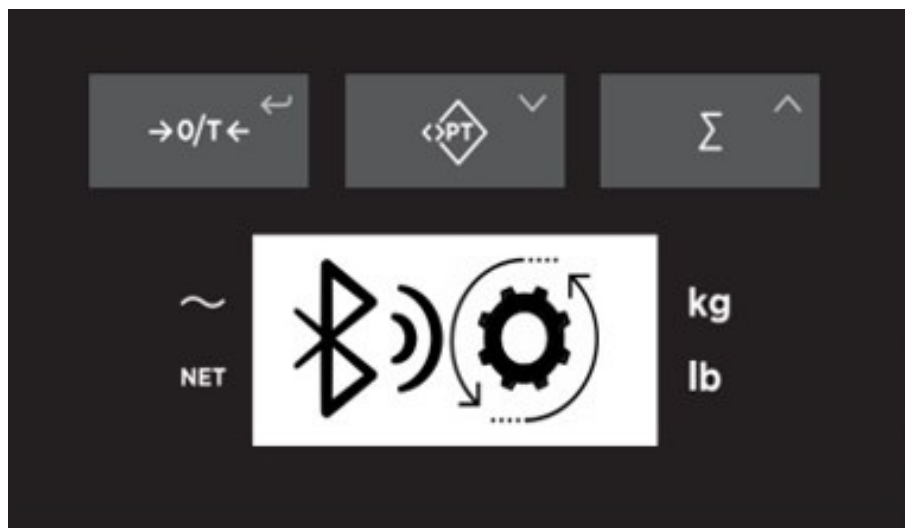 →0/T← <>PT Σ
~ kg
NET lb